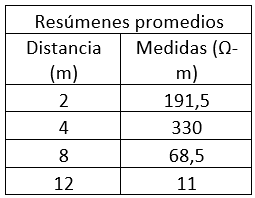 Resúmenes promedios
Distancia (m) Medidas (Ω-m)
2 191,5
4 330
8 68,5
12 11